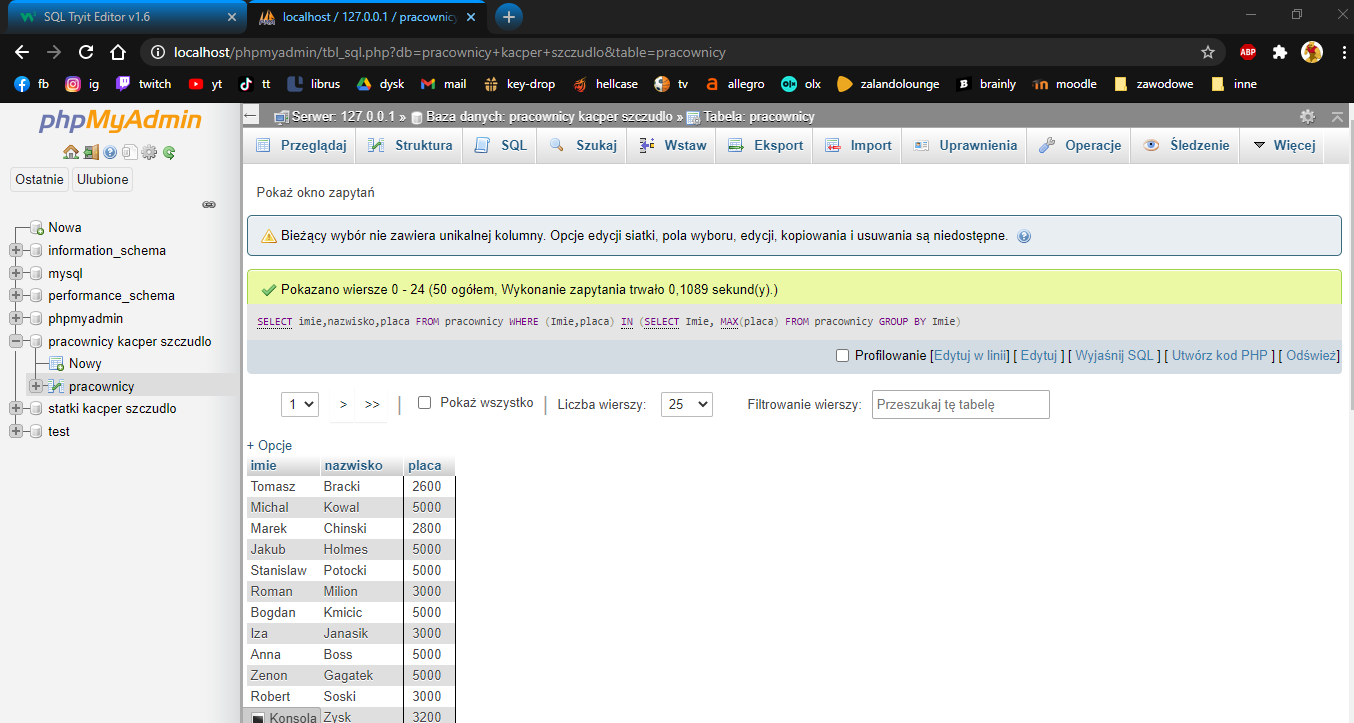 SQL Tryit Editor v1.6
localhost / 127.0.0.1 / pracownicy
localhost/phpmyadmin/tbl_sql.php?db=pracownicy+kacper+szczudlo&table=pracownicy
ABP
fb ig twitch yt tt librus dysk mail key-drop hellcase tv allegro olx zalandolounge brainly moodle zawodowe inne
phpMyAdmin
Ostatnie Ulubione
Nowa
information_schema
mysql
performance_schema
phpmyadmin
pracownicy kacper szczudlo
Nowy
pracownicy
statki kacper szczudlo
test
Serwer: 127.0.0.1 » Baza danych: pracownicy kacper szczudlo » Tabela: pracownicy
Przeglądaj Struktura SQL Szukaj Wstaw Eksport Import Uprawnienia Operacje Śledzenie Więcej
Pokaż okno zapytań
Bieżący wybór nie zawiera unikalnej kolumny. Opcje edycji siatki, pola wyboru, edycji, kopiowania i usuwania są niedostępne.
Pokazano wiersze 0 - 24 (50 ogółem, Wykonanie zapytania trwało 0,1089 sekund(y).)
SELECT imie,nazwisko,placa FROM pracownicy WHERE (Imie,placa) IN (SELECT Imie, MAX(placa) FROM pracownicy GROUP BY Imie)
Profilowanie [Edytuj w linii] [ Edytuj ] [ Wyjaśnij SQL ] [ Utwórz kod PHP ] [ Odśwież]
1 > >> | Pokaż wszystko | Liczba wierszy: 25 Filtrowanie wierszy: Przeszukaj tę tabelę
+ Opcje
imie nazwisko placa
Tomasz Bracki 2600
Michal Kowal 5000
Marek Chinski 2800
Jakub Holmes 5000
Stanislaw Potocki 5000
Roman Milion 3000
Bogdan Kmicic 5000
Iza Janasik 3000
Anna Boss 5000
Zenon Gagatek 5000
Robert Soski 3000
Konsola Zysk 3200